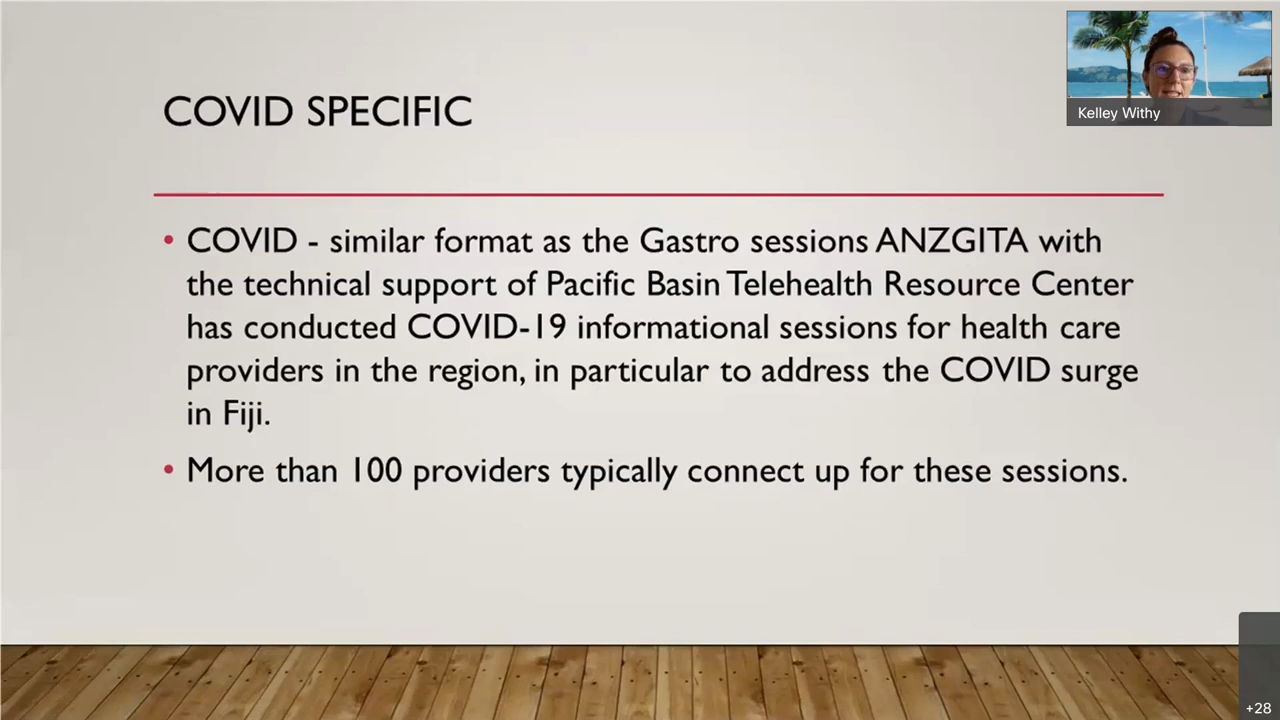 COVID SPECIFIC
Kelley Withy
• COVID - similar format as the Gastro sessions ANZGITA with
the technical support of Pacific Basin Telehealth Resource Center
has conducted COVID-19 informational sessions for health care
providers in the region, in particular to address the COVID surge
in Fiji.
• More than 100 providers typically connect up for these sessions.
+28